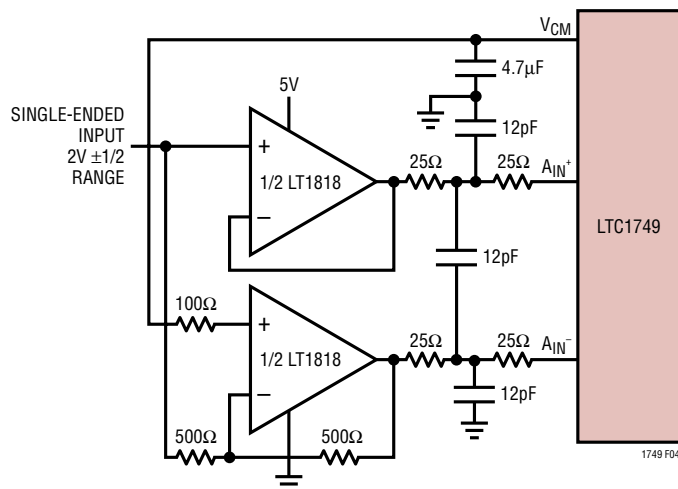 V_CM
4.7µF
5V
SINGLE-ENDED
INPUT
2V ±1/2
RANGE
12pF
+
25Ω
25Ω
A_IN⁺
1/2 LT1818
–
LTC1749
12pF
100Ω
+
25Ω
25Ω
A_IN⁻
1/2 LT1818
–
12pF
500Ω
500Ω
1749 F04